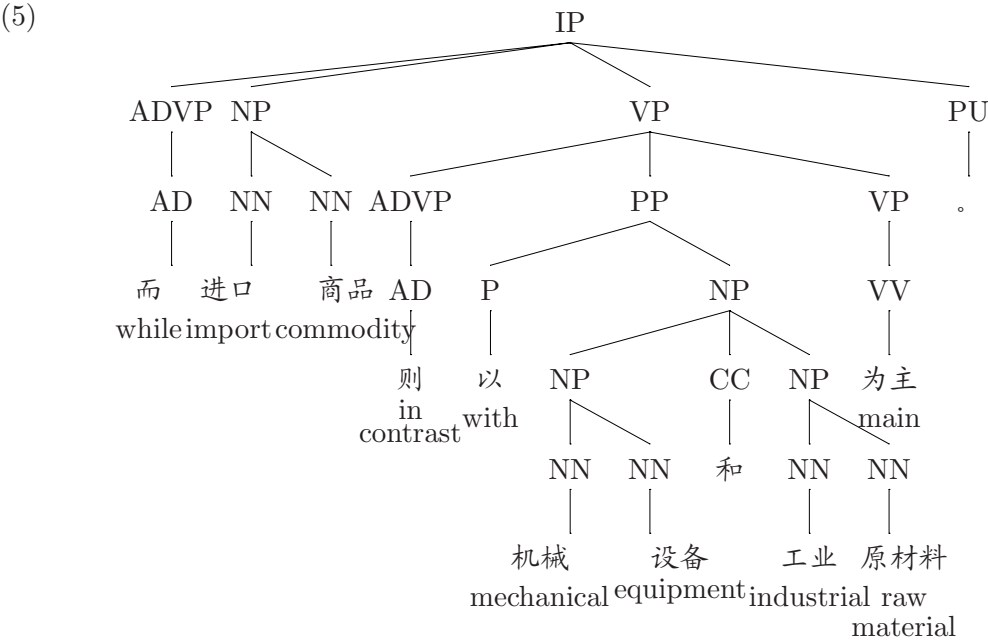 (5)
IP
ADVP NP VP PU
AD NN NN ADVP PP VP 。
而 进口 商品 AD P NP VV
while import commodity
则 以 NP CC NP 为主
in
contrast with main
NN NN 和 NN NN
机械 设备 工业 原材料
mechanical equipment industrial raw
material